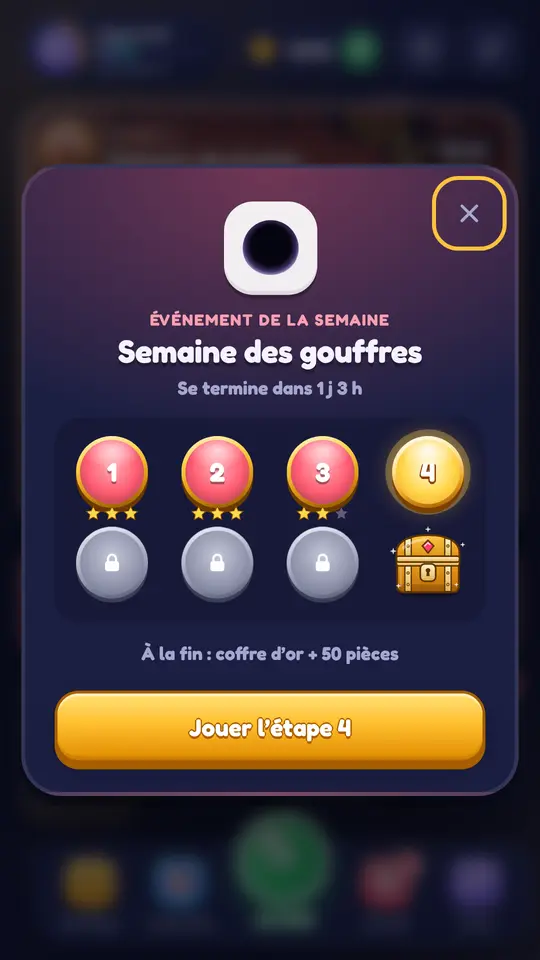 ÉVÉNEMENT DE LA SEMAINE
Semaine des gouffres
Se termine dans 1 j 3 h
1 2 3 4
À la fin : coffre d’or + 50 pièces
Jouer l’étape 4